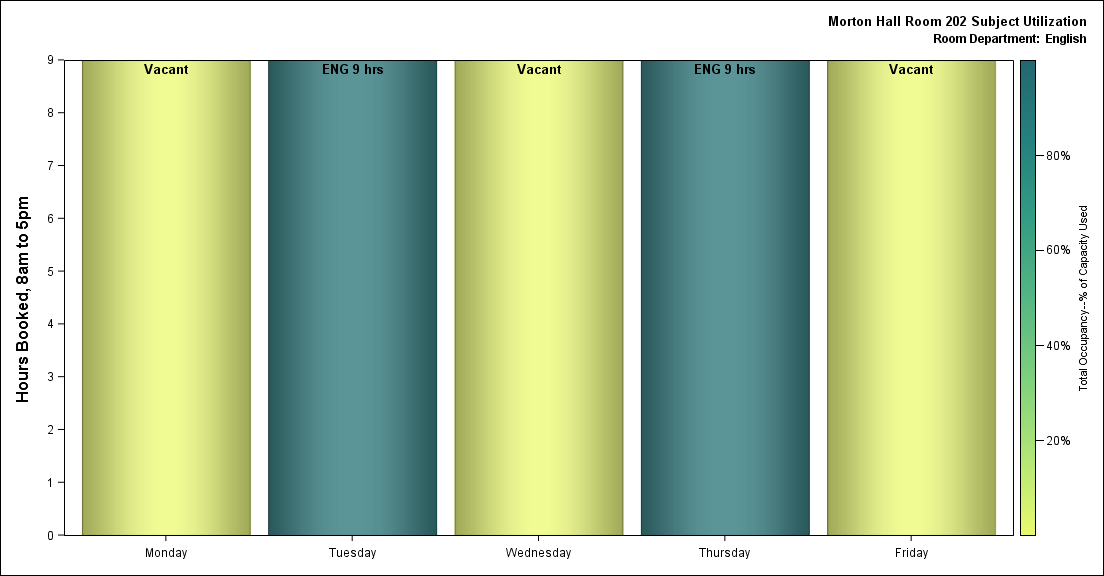 Morton Hall Room 202 Subject Utilization
Room Department: English
Hours Booked, 8am to 5pm
9
8
7
6
5
4
3
2
1
0
Vacant
ENG 9 hrs
Vacant
ENG 9 hrs
Vacant
Monday
Tuesday
Wednesday
Thursday
Friday
80%
60%
40%
20%
Total Occupancy--% of Capacity Used